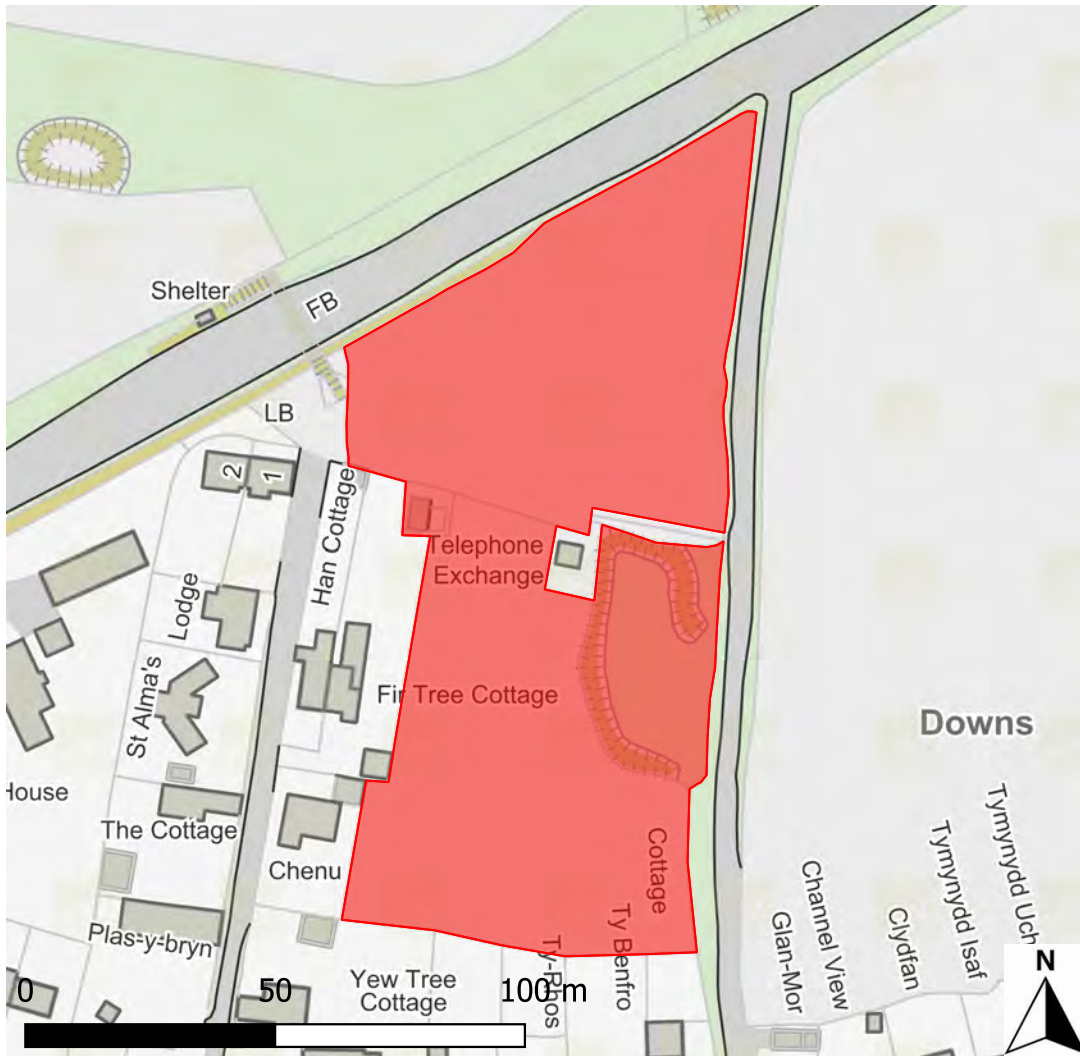 Shelter
FB
LB
2
1
Han Cottage
Telephone
Exchange
Lodge
Fir Tree Cottage
St Alma's
Downs
House
The Cottage
Cottage
Chenu
Tymynydd Uch
Tymynydd Isaf
Channel View
Clydfan
Glan-Mor
Ty Benfro
Plas-y-bryn
Ty-Rhos
Yew Tree
Cottage
N
0 50 100 m